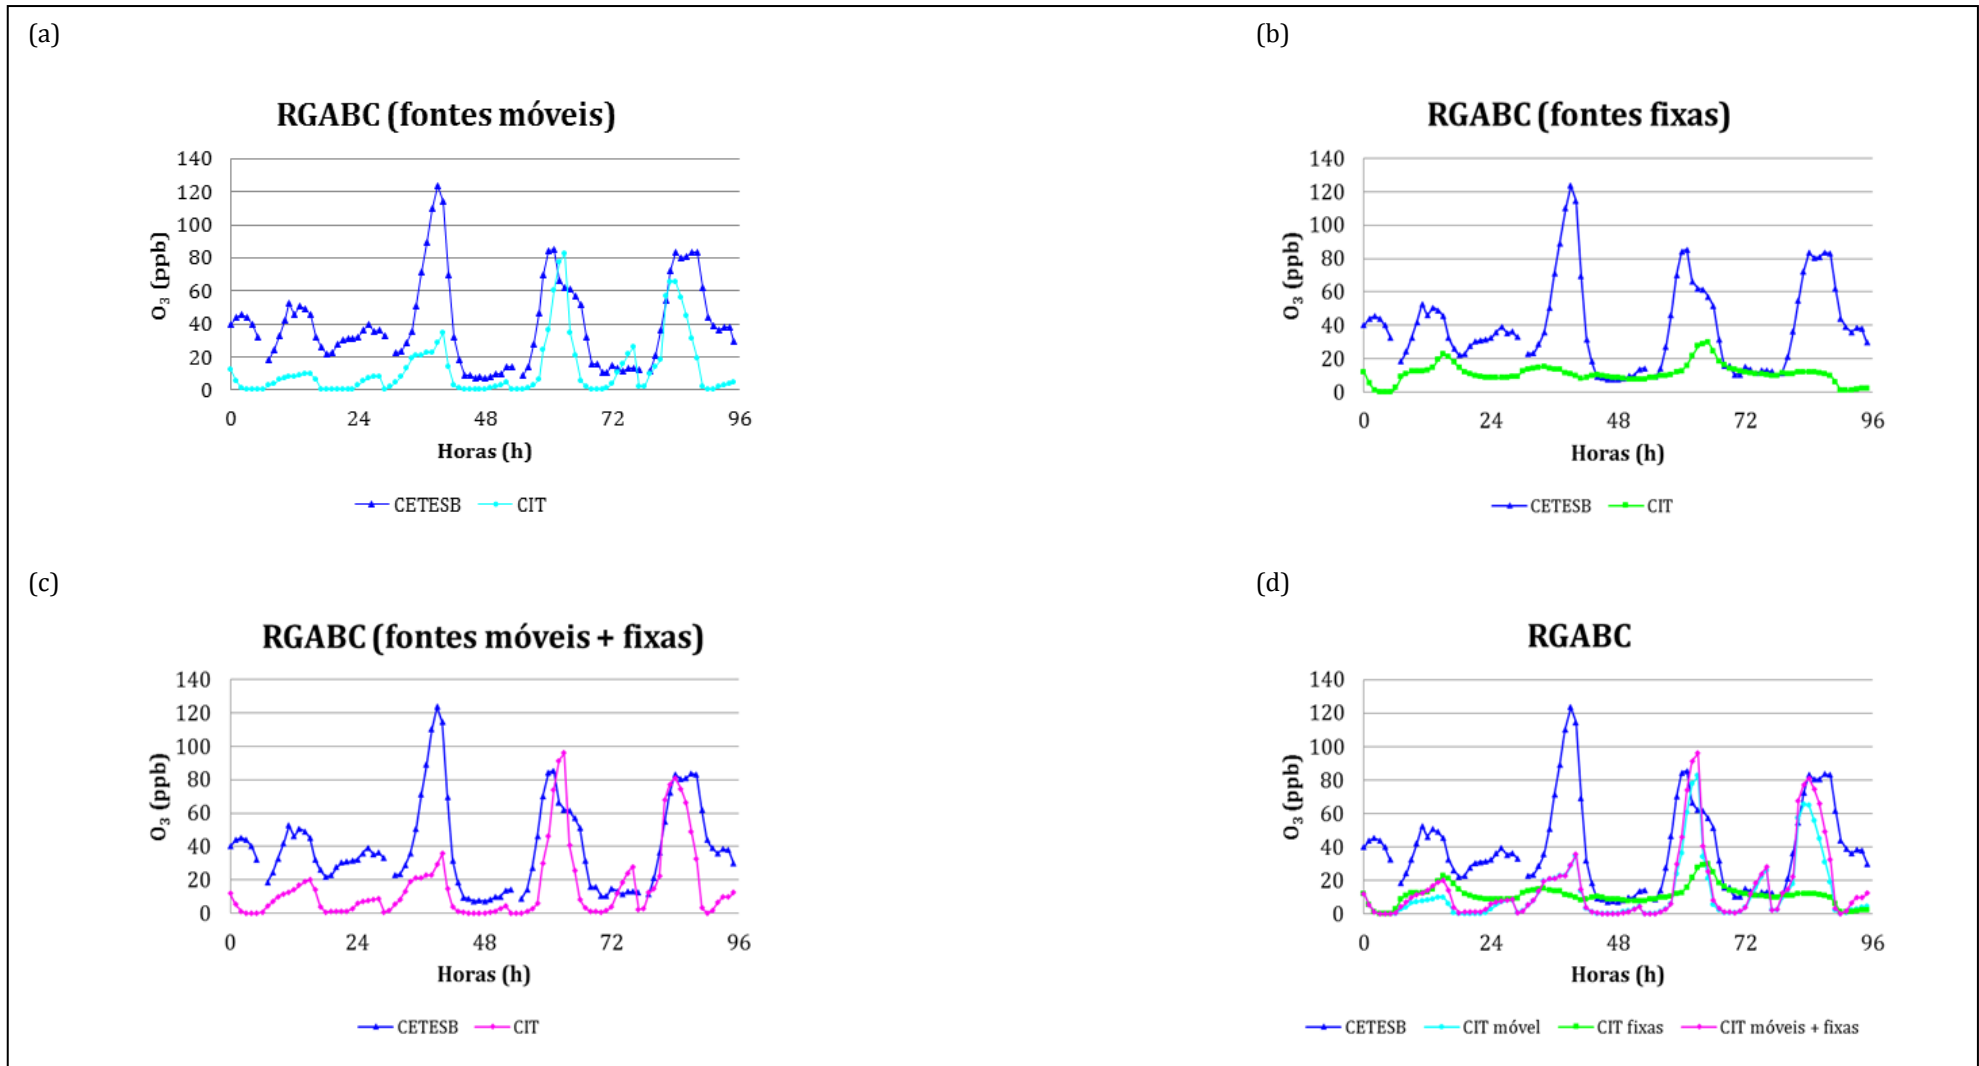 (a)
RGABC (fontes móveis)
140
120
100
80
60
40
20
0
O₃ (ppb)
0 24 48 72 96
Horas (h)
CETESB CIT
(b)
RGABC (fontes fixas)
140
120
100
80
60
40
20
0
O₃ (ppb)
0 24 48 72 96
Horas (h)
CETESB CIT
(c)
RGABC (fontes móveis + fixas)
140
120
100
80
60
40
20
0
O₃ (ppb)
0 24 48 72 96
Horas (h)
CETESB CIT
(d)
RGABC
140
120
100
80
60
40
20
0
O₃ (ppb)
0 24 48 72 96
Horas (h)
CETESB CIT móvel CIT fixas CIT móveis + fixas